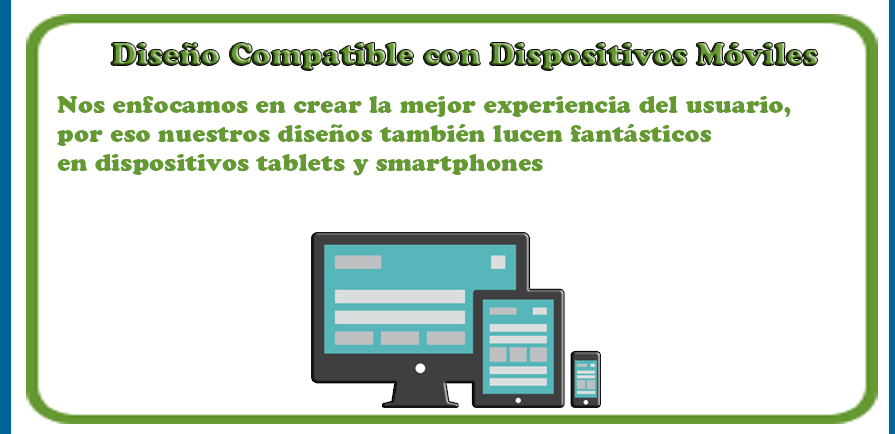 Diseño Compatible con Dispositivos Móviles
Nos enfocamos en crear la mejor experiencia del usuario,
por eso nuestros diseños también lucen fantásticos
en dispositivos tablets y smartphones